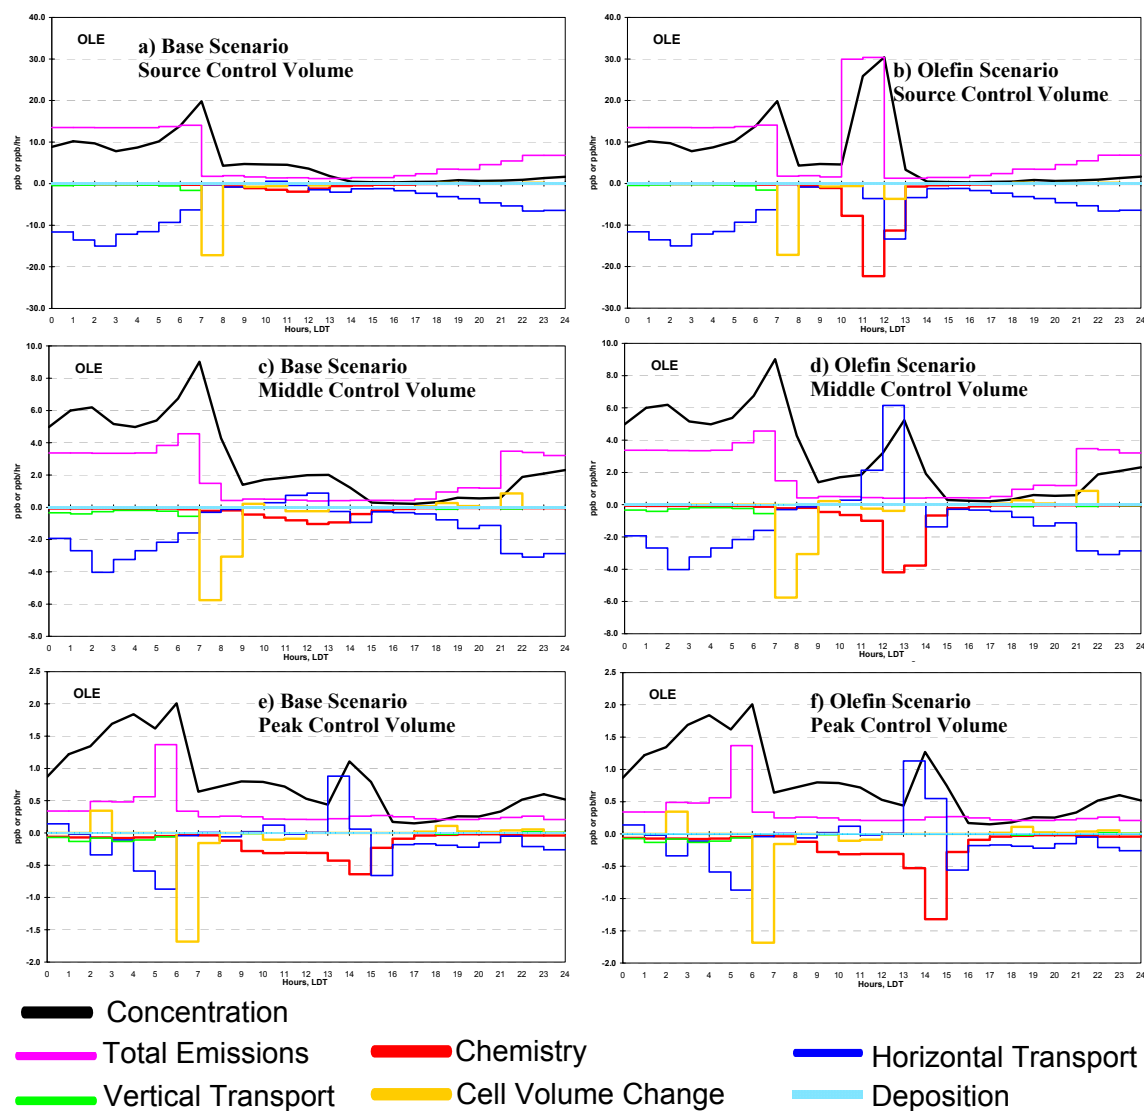 OLE
a) Base Scenario
Source Control Volume
40.0
30.0
20.0
10.0
0.0
-10.0
-20.0
-30.0
ppb or ppb/hr
0 1 2 3 4 5 6 7 8 9 10 11 12 13 14 15 16 17 18 19 20 21 22 23 24
Hours, LDT
OLE
b) Olefin Scenario
Source Control Volume
40.0
30.0
20.0
10.0
0.0
-10.0
-20.0
-30.0
ppb or ppb/hr
0 1 2 3 4 5 6 7 8 9 10 11 12 13 14 15 16 17 18 19 20 21 22 23 24
Hours, LDT
OLE
c) Base Scenario
Middle Control Volume
10.0
8.0
6.0
4.0
2.0
0.0
-2.0
-4.0
-6.0
-8.0
ppb or ppb/hr
0 1 2 3 4 5 6 7 8 9 10 11 12 13 14 15 16 17 18 19 20 21 22 23 24
Hours, LDT
OLE
d) Olefin Scenario
Middle Control Volume
10.0
8.0
6.0
4.0
2.0
0.0
-2.0
-4.0
-6.0
-8.0
ppb or ppb/hr
0 1 2 3 4 5 6 7 8 9 10 11 12 13 14 15 16 17 18 19 20 21 22 23 24
OLE
e) Base Scenario
Peak Control Volume
2.5
2.0
1.5
1.0
0.5
0.0
-0.5
-1.0
-1.5
-2.0
ppb or ppb/hr
0 1 2 3 4 5 6 7 8 9 10 11 12 13 14 15 16 17 18 19 20 21 22 23 24
Hours, LDT
OLE
f) Olefin Scenario
Peak Control Volume
2.5
2.0
1.5
1.0
0.5
0.0
-0.5
-1.0
-1.5
-2.0
ppb or ppb/hr
0 1 2 3 4 5 6 7 8 9 10 11 12 13 14 15 16 17 18 19 20 21 22 23 24
Hours, LDT
Concentration
Total Emissions
Chemistry
Horizontal Transport
Vertical Transport
Cell Volume Change
Deposition